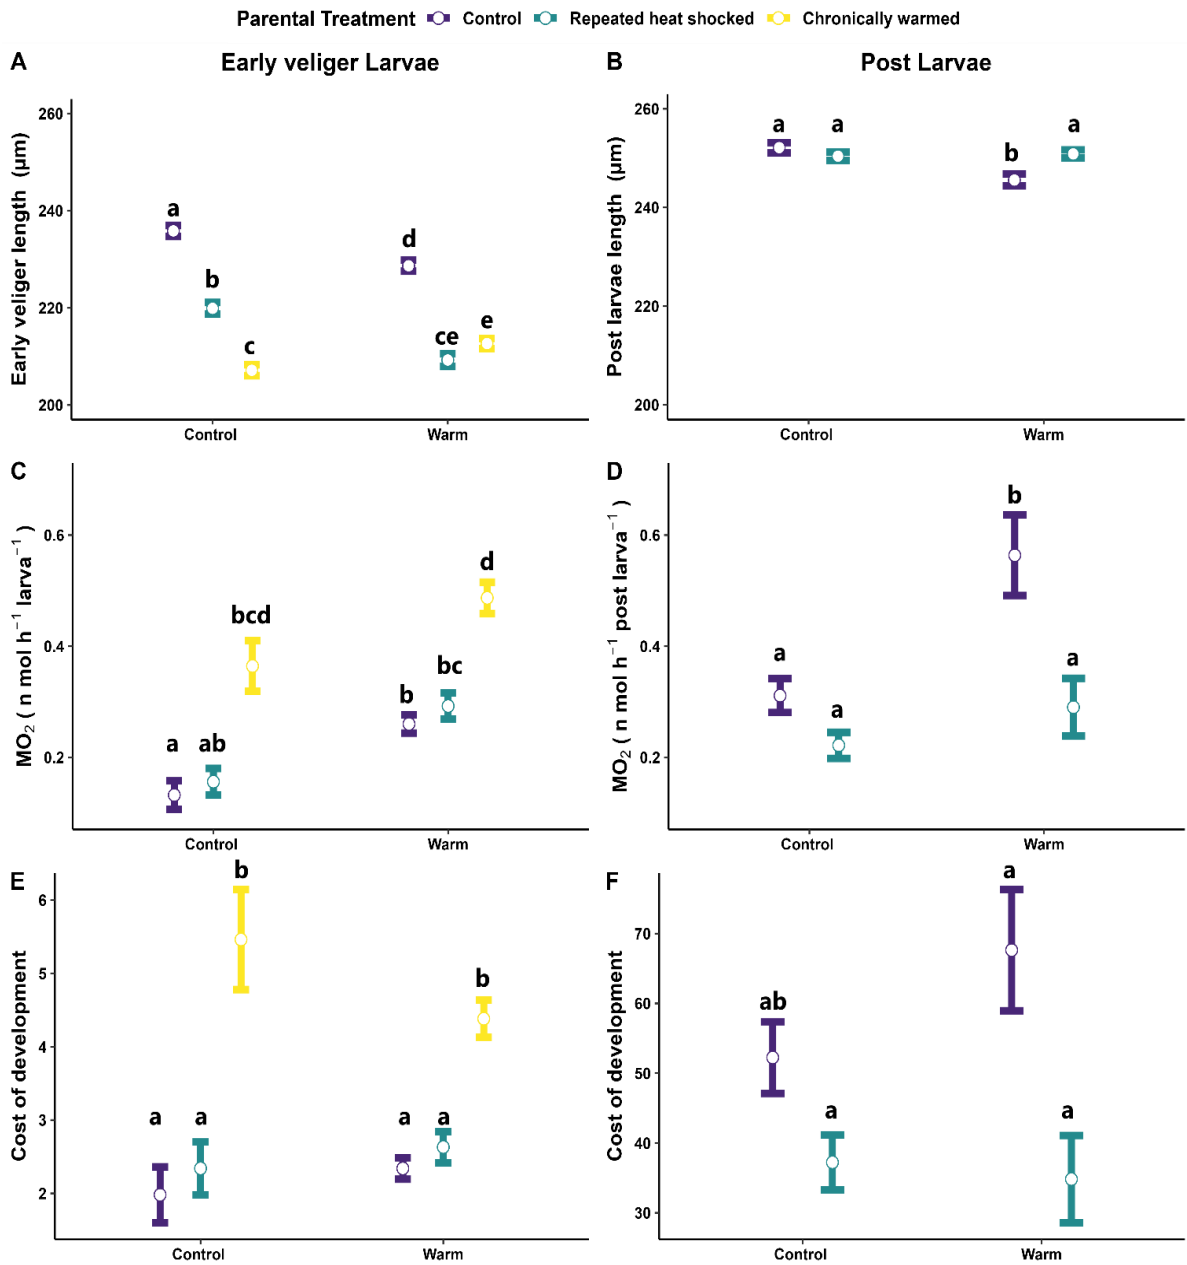 Parental Treatment Control Repeated heat shocked Chronically warmed
A Early veliger Larvae
Early veliger length (µm)
260
240
220
200
a
b
c
d
ce
e
Control Warm
B Post Larvae
Post larvae length (µm)
260
240
220
200
a
a
b
a
Control Warm
C
MO₂ ( n mol h⁻¹ larva⁻¹ )
0.6
0.4
0.2
a
ab
bcd
b
bc
d
Control Warm
D
MO₂ ( n mol h⁻¹ post larva⁻¹ )
0.6
0.4
0.2
a
a
b
a
Control Warm
E
Cost of development
6
5
4
3
2
a
a
b
a
a
b
Control Warm
F
Cost of development
70
60
50
40
30
ab
a
a
a
Control Warm